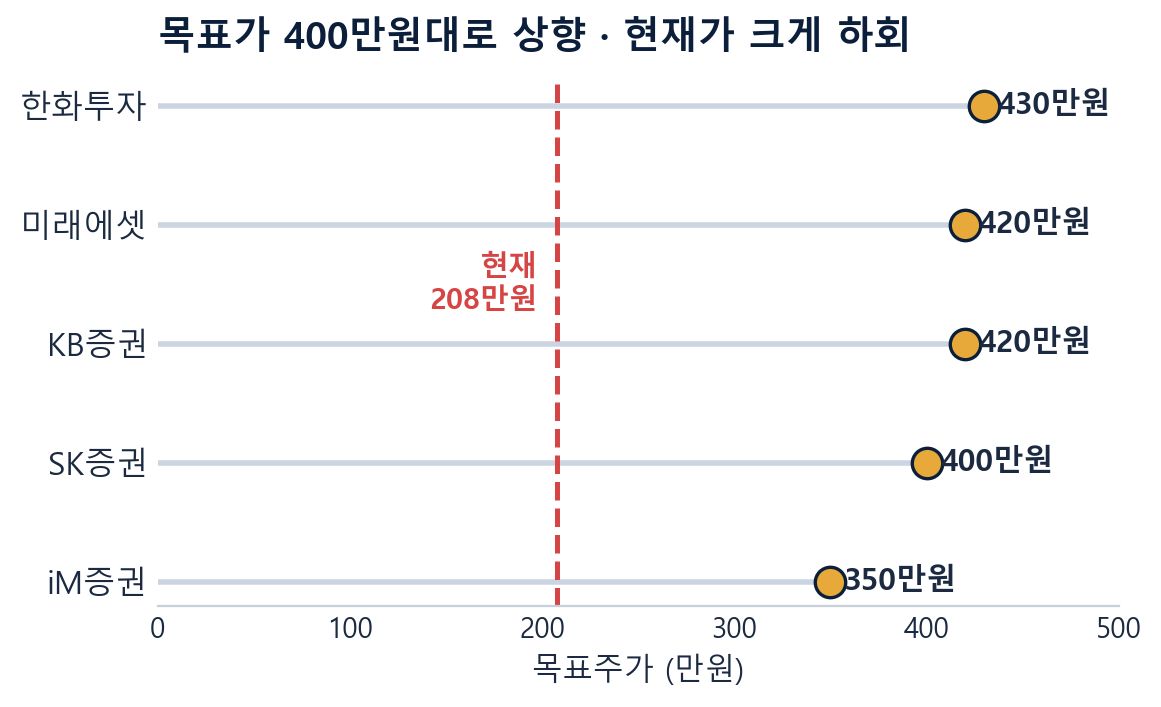 목표가 400만원대로 상향 · 현재가 크게 하회
한화투자
430만원
미래에셋
420만원
현재
208만원
KB증권
420만원
SK증권
400만원
iM증권
350만원
0 100 200 300 400 500
목표주가 (만원)